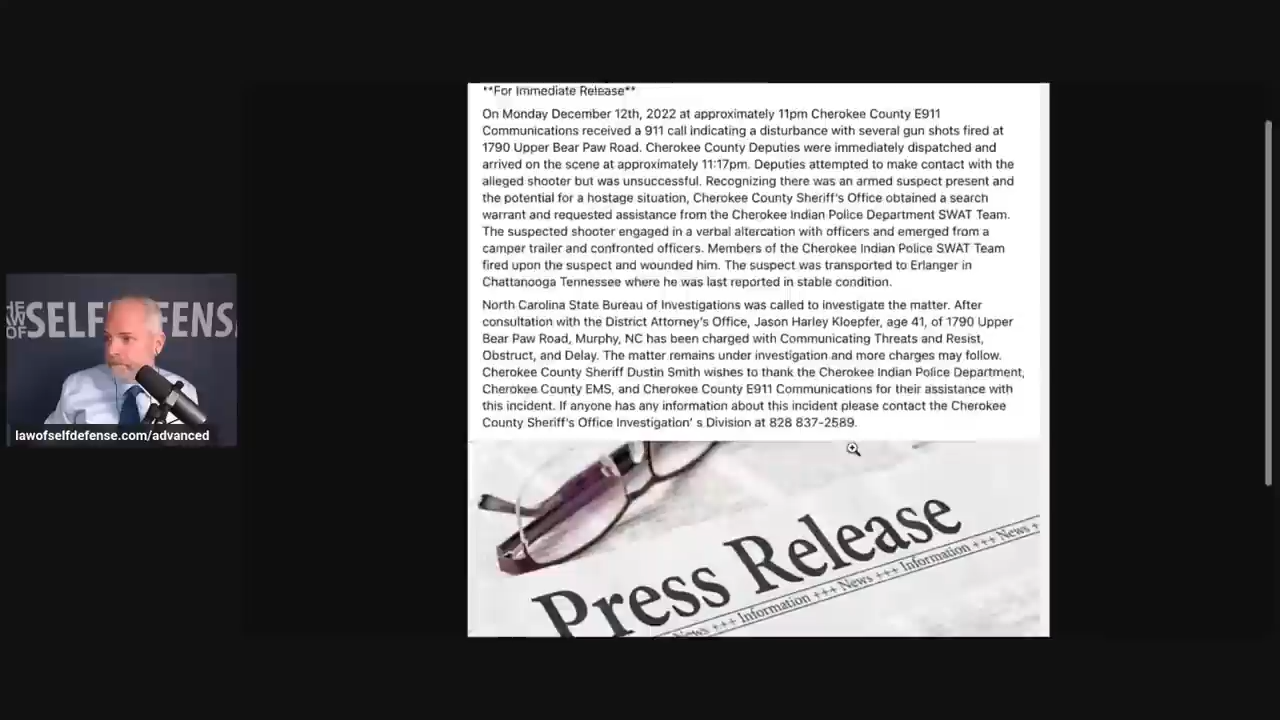 **For Immediate Release**
On Monday December 12th, 2022 at approximately 11pm Cherokee County E911
Communications received a 911 call indicating a disturbance with several gun shots fired at
1790 Upper Bear Paw Road. Cherokee County Deputies were immediately dispatched and
arrived on the scene at approximately 11:17pm. Deputies attempted to make contact with the
alleged shooter but was unsuccessful. Recognizing there was an armed suspect present and
the potential for a hostage situation, Cherokee County Sheriff's Office obtained a search
warrant and requested assistance from the Cherokee Indian Police Department SWAT Team.
The suspected shooter engaged in a verbal altercation with officers and emerged from a
camper trailer and confronted officers. Members of the Cherokee Indian Police SWAT Team
fired upon the suspect and wounded him. The suspect was transported to Erlanger in
Chattanooga Tennessee where he was last reported in stable condition.
North Carolina State Bureau of Investigations was called to investigate the matter. After
consultation with the District Attorney's Office, Jason Harley Kloepfer, age 41, of 1790 Upper
Bear Paw Road, Murphy, NC has been charged with Communicating Threats and Resist,
Obstruct, and Delay. The matter remains under investigation and more charges may follow.
Cherokee County Sheriff Dustin Smith wishes to thank the Cherokee Indian Police Department,
Cherokee County EMS, and Cherokee County E911 Communications for their assistance with
this incident. If anyone has any information about this incident please contact the Cherokee
County Sheriff's Office Investigation' s Division at 828 837-2589.
Press Release
News +++ Information +++ News +++ Information +++ News +
THE LAW OF SELF DEFENS
lawofselfdefense.com/advanced